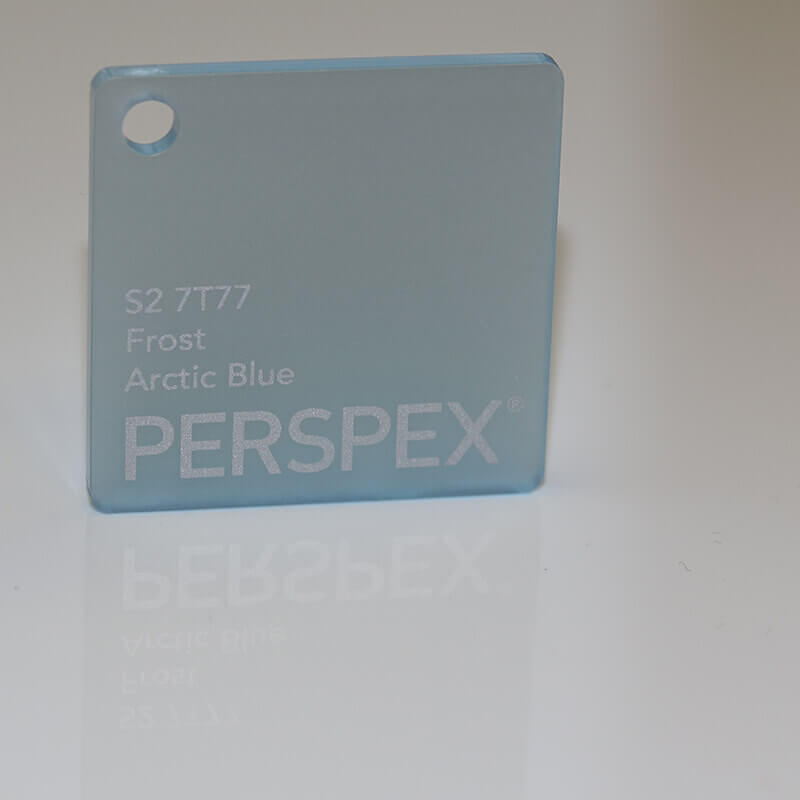 S2 7T77
Frost
Arctic Blue
PERSPEX®